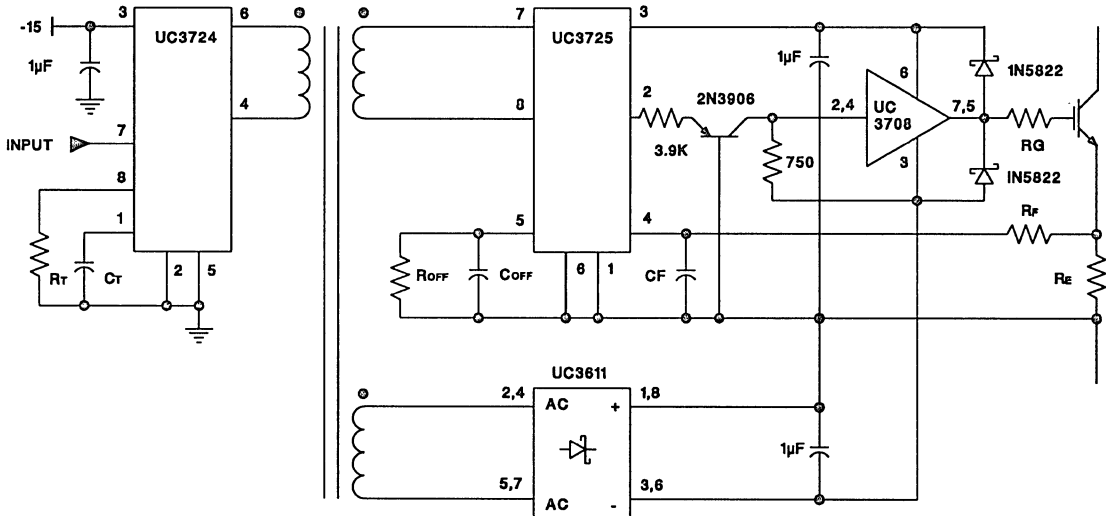 -15
3
6
UC3724
1µF
4
INPUT
7
8
1
RT
CT
2
5
7
3
UC3725
8
2
3.9K
2N3906
1µF
6
2,4
UC
3708
7,5
3
750
1N5822
RG
IN5822
5
4
ROFF
COFF
6
1
CF
RF
RE
UC3611
2,4
AC
+
1,8
1µF
5,7
AC
-
3,6